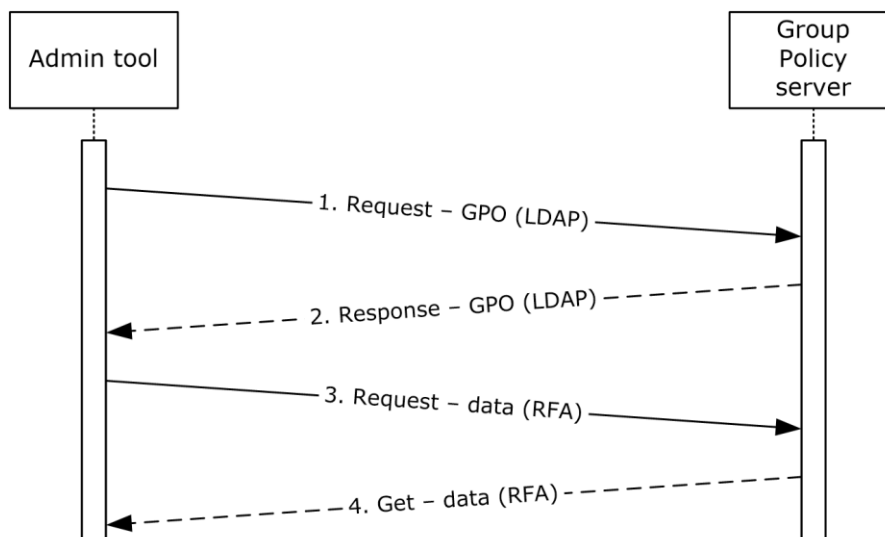 Admin tool
Group
Policy
server
1. Request – GPO (LDAP)
2. Response – GPO (LDAP)
3. Request – data (RFA)
4. Get – data (RFA)